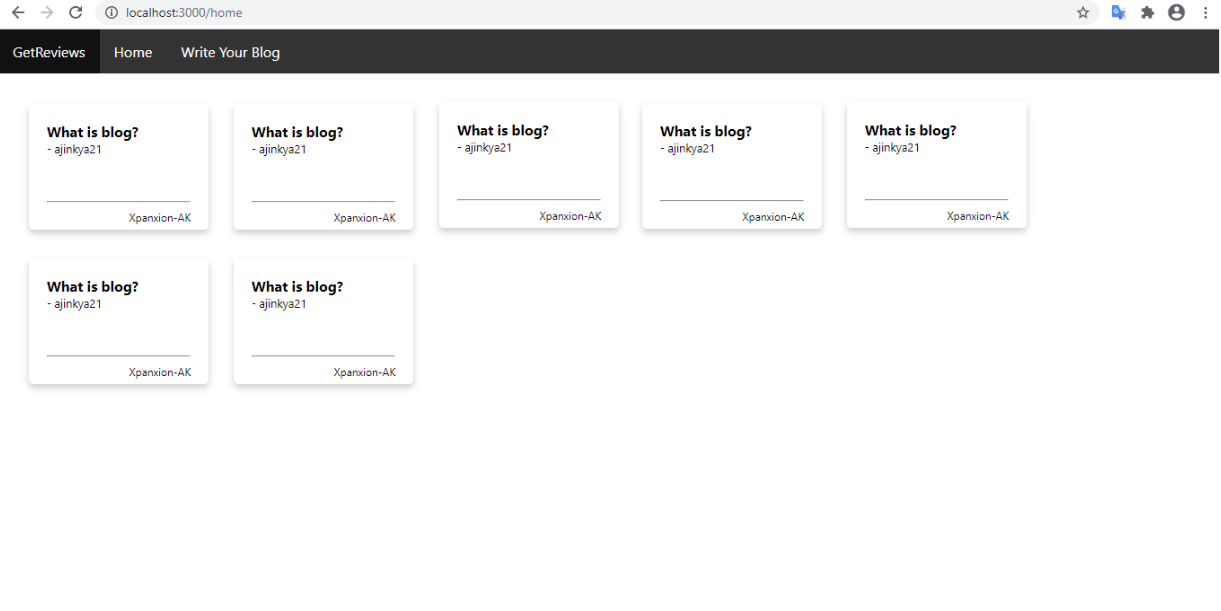 localhost:3000/home
GetReviews Home Write Your Blog
What is blog?
- ajinkya21
Xpanxion-AK
What is blog?
- ajinkya21
Xpanxion-AK
What is blog?
- ajinkya21
Xpanxion-AK
What is blog?
- ajinkya21
Xpanxion-AK
What is blog?
- ajinkya21
Xpanxion-AK
What is blog?
- ajinkya21
Xpanxion-AK
What is blog?
- ajinkya21
Xpanxion-AK